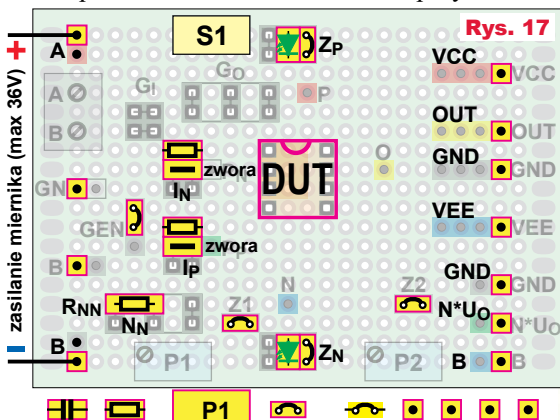 Rys. 17
S1
A
ZP
VCC VCC
GO
GI
P
A
OUT OUT
B
zwora
DUT
O
GND GND
GN
IN
VEE VEE
GEN
zwora
B
IP
GND GND
RNN
N
Z1
Z2
N*UO N*UO
NN
B
P1
ZN
P2
B B
zasilanie miernika (max 36V) +
P1